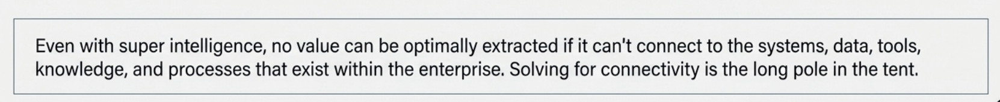 Even with super intelligence, no value can be optimally extracted if it can't connect to the systems, data, tools,
knowledge, and processes that exist within the enterprise. Solving for connectivity is the long pole in the tent.